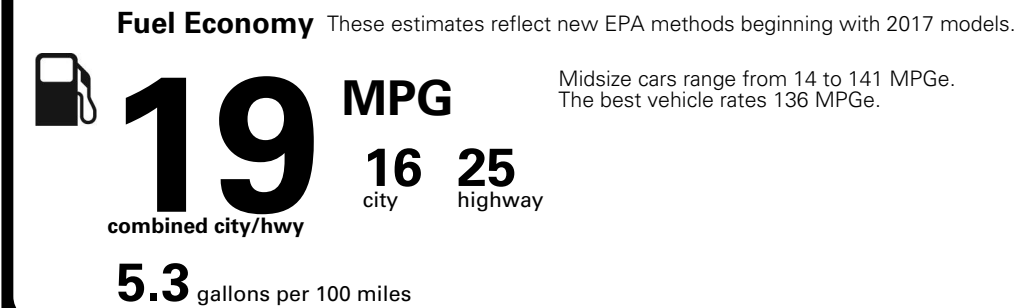 Fuel Economy These estimates reflect new EPA methods beginning with 2017 models.
19 MPG
Midsize cars range from 14 to 141 MPGe.
The best vehicle rates 136 MPGe.
16 25
city highway
combined city/hwy
5.3 gallons per 100 miles